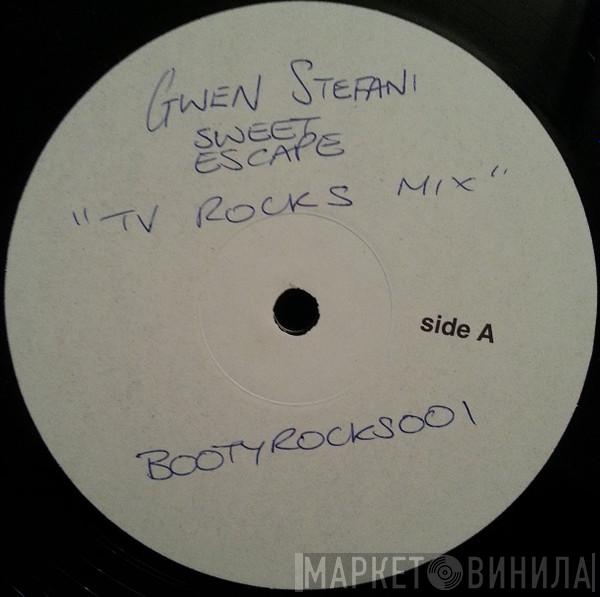 GWEN STEFANI
SWEET
ESCAPE
"TV ROCKS MIX"
side A
BOOTYROCKS001
МАРКЕТ ВИНИЛА